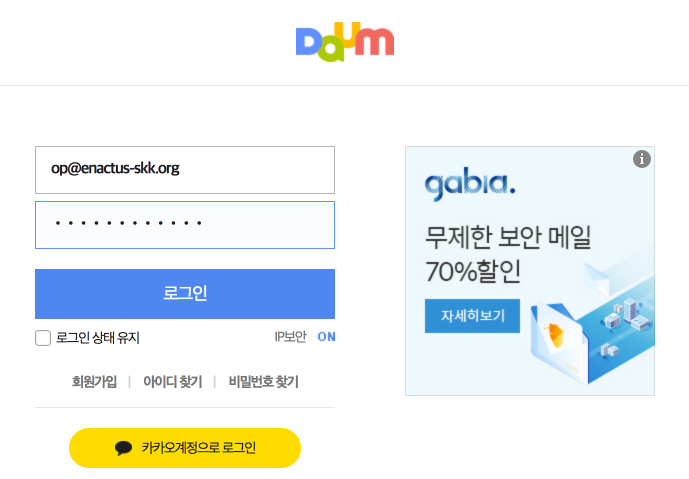 Daum
op@enactus-skk.org
••••••••••••
로그인
로그인 상태 유지
IP보안 ON
회원가입 | 아이디 찾기 | 비밀번호 찾기
카카오계정으로 로그인
gabia.
무제한 보안 메일
70%할인
자세히보기